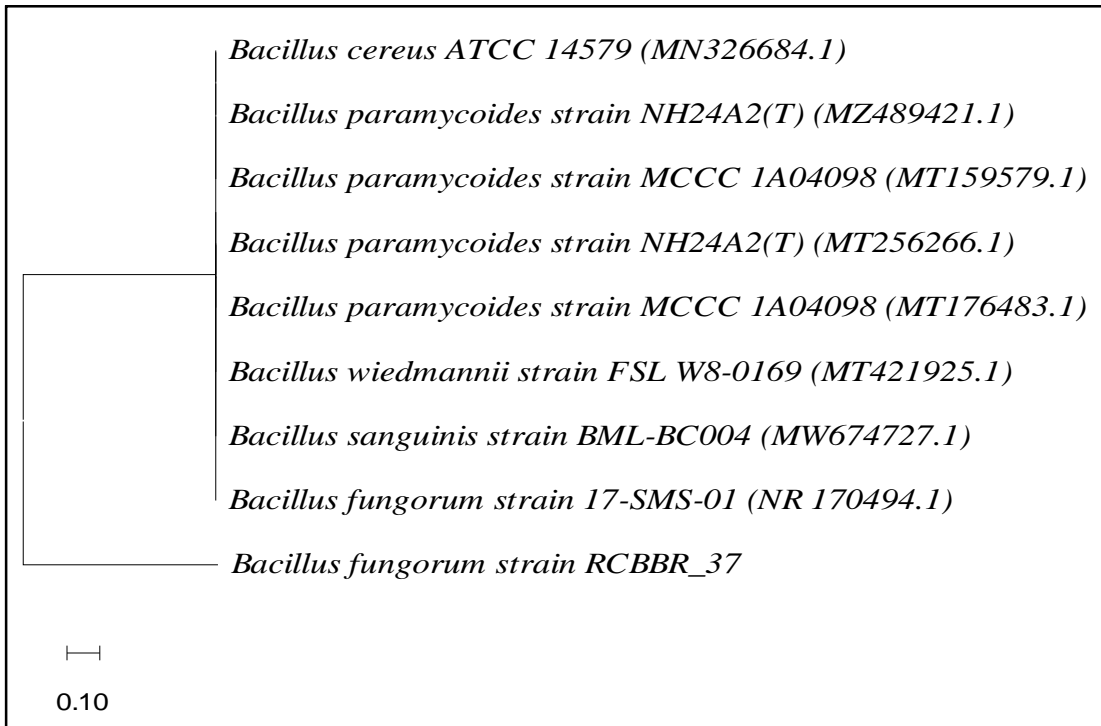 Bacillus cereus ATCC 14579 (MN326684.1)
Bacillus paramycoides strain NH24A2(T) (MZ489421.1)
Bacillus paramycoides strain MCCC 1A04098 (MT159579.1)
Bacillus paramycoides strain NH24A2(T) (MT256266.1)
Bacillus paramycoides strain MCCC 1A04098 (MT176483.1)
Bacillus wiedmannii strain FSL W8-0169 (MT421925.1)
Bacillus sanguinis strain BML-BC004 (MW674727.1)
Bacillus fungorum strain 17-SMS-01 (NR 170494.1)
Bacillus fungorum strain RCBBR_37
0.10